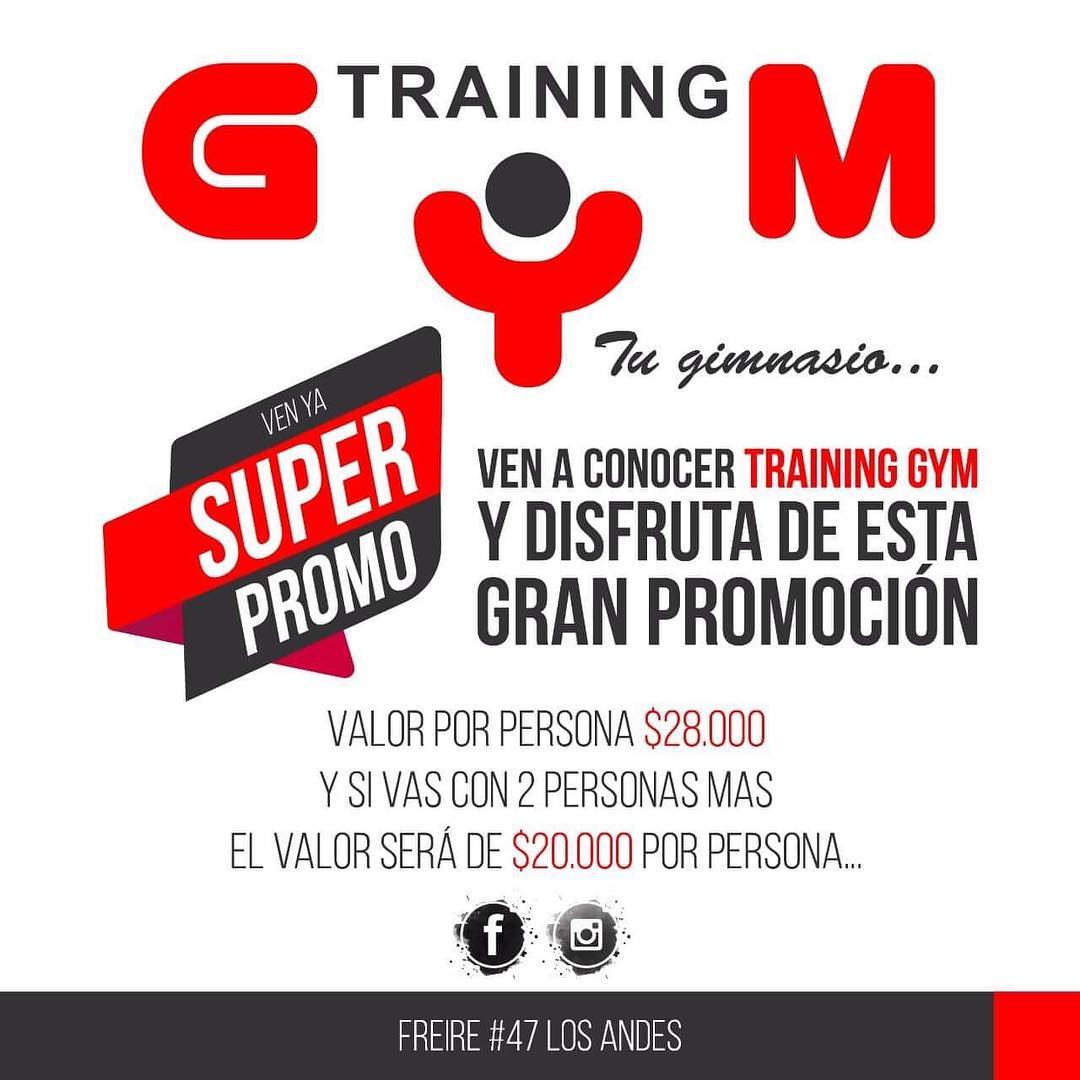 TRAINING
GYM
Tu gimnasio...
VEN YA
SUPER
PROMO
VEN A CONOCER TRAINING GYM
Y DISFRUTA DE ESTA
GRAN PROMOCIÓN
VALOR POR PERSONA $28.000
Y SI VAS CON 2 PERSONAS MAS
EL VALOR SERÁ DE $20.000 POR PERSONA...
f
FREIRE #47 LOS ANDES